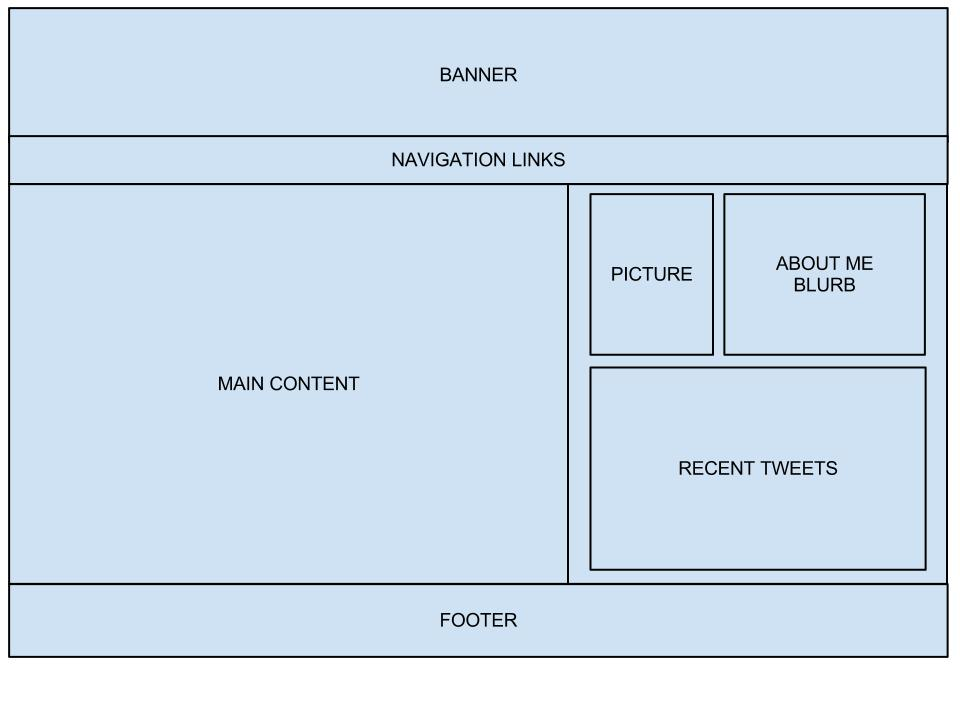 BANNER
NAVIGATION LINKS
PICTURE
ABOUT ME
BLURB
MAIN CONTENT
RECENT TWEETS
FOOTER